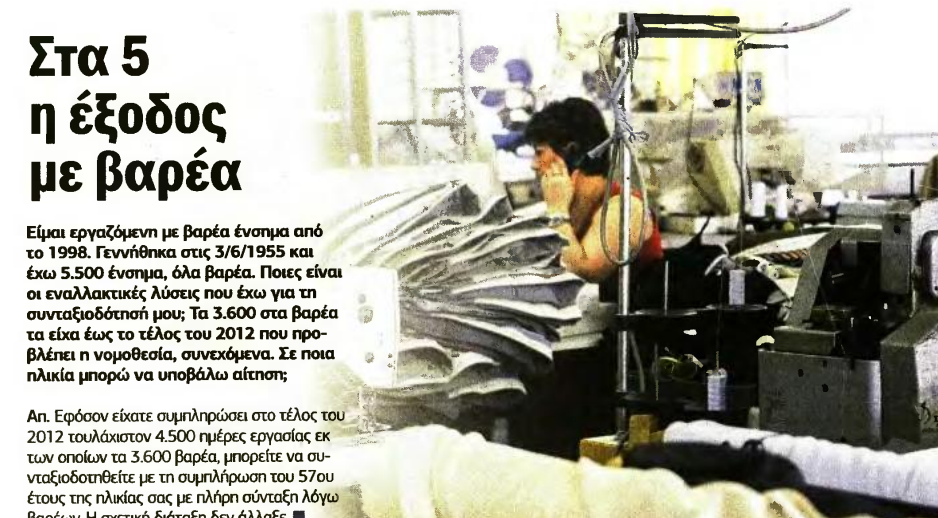 Στα 5
η έξοδος
με βαρέα
Είμαι εργαζόμενη με βαρέα ένσημα από
το 1998. Γεννήθηκα στις 3/6/1955 και
έχω 5.500 ένσημα, όλα βαρέα. Ποιες είναι
οι εναλλακτικές λύσεις που έχω για τη
συνταξιοδότησή μου; Τα 3.600 στα βαρέα
τα είχα έως το τέλος του 2012 που προ-
βλέπει η νομοθεσία, συνεχόμενα. Σε ποια
ηλικία μπορώ να υποβάλω αίτηση;
Απ. Εφόσον είχατε συμπληρώσει στο τέλος του
2012 τουλάχιστον 4.500 ημέρες εργασίας εκ
των οποίων τα 3.600 βαρέα, μπορείτε να συ-
νταξιοδοτηθείτε με τη συμπλήρωση του 57ου
έτους της ηλικίας σας με πλήρη σύνταξη λόγω
βαρέων. Η σχετική διάταξη δεν άλλαξε. ■